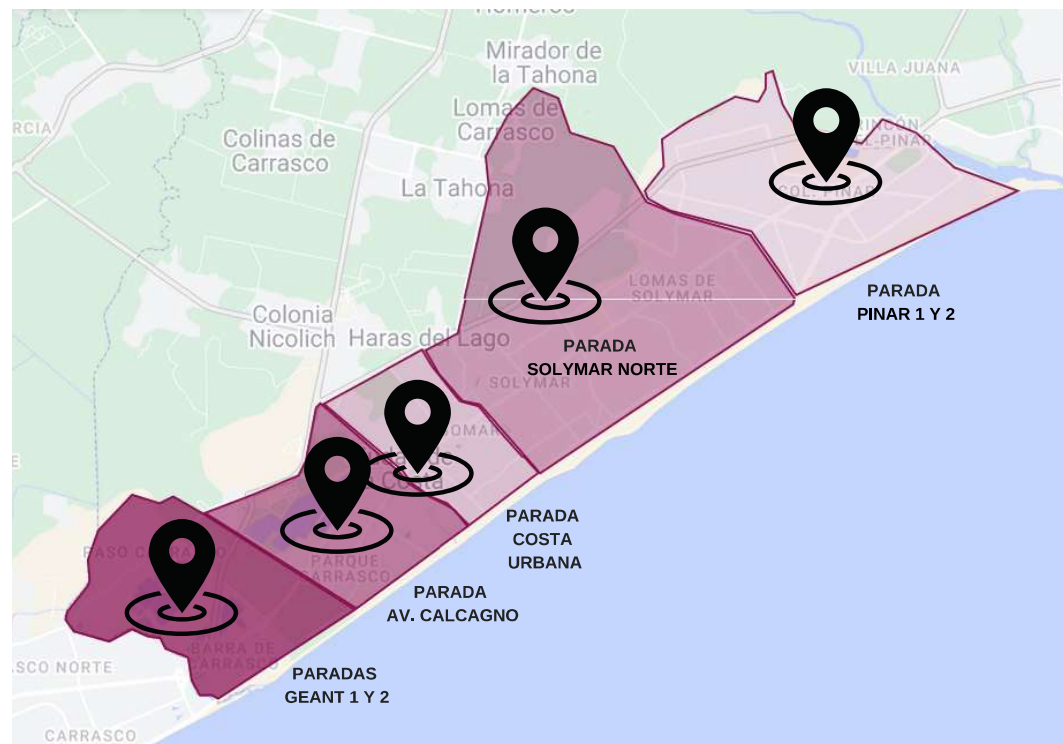 Mirador de
la Tahona
VILLA JUANA
Lomas de
Carrasco
Colinas de
Carrasco
La Tahona
LOMAS DE
SOLYMAR
PARADA
PINAR 1 Y 2
Colonia
Nicolich
Haras del Lago
PARADA
SOLYMAR NORTE
SOLYMAR
PARADA
COSTA
URBANA
PARQUE
CARRASCO
PARADA
AV. CALCAGNO
BARRA DE
CARRASCO
PARADAS
GEANT 1 Y 2
CARRASCO